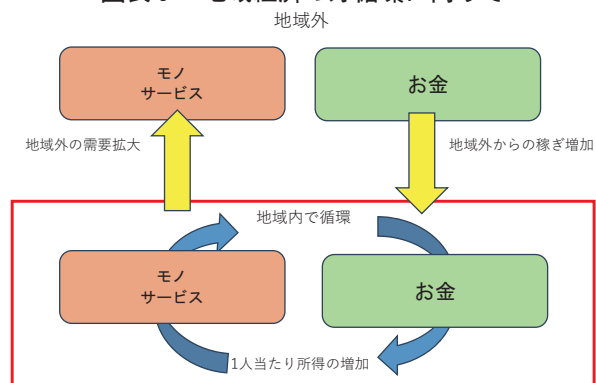 地域外
モノ
サービス
お金
地域外の需要拡大
地域外からの稼ぎ増加
地域内で循環
モノ
サービス
お金
1人当たり所得の増加